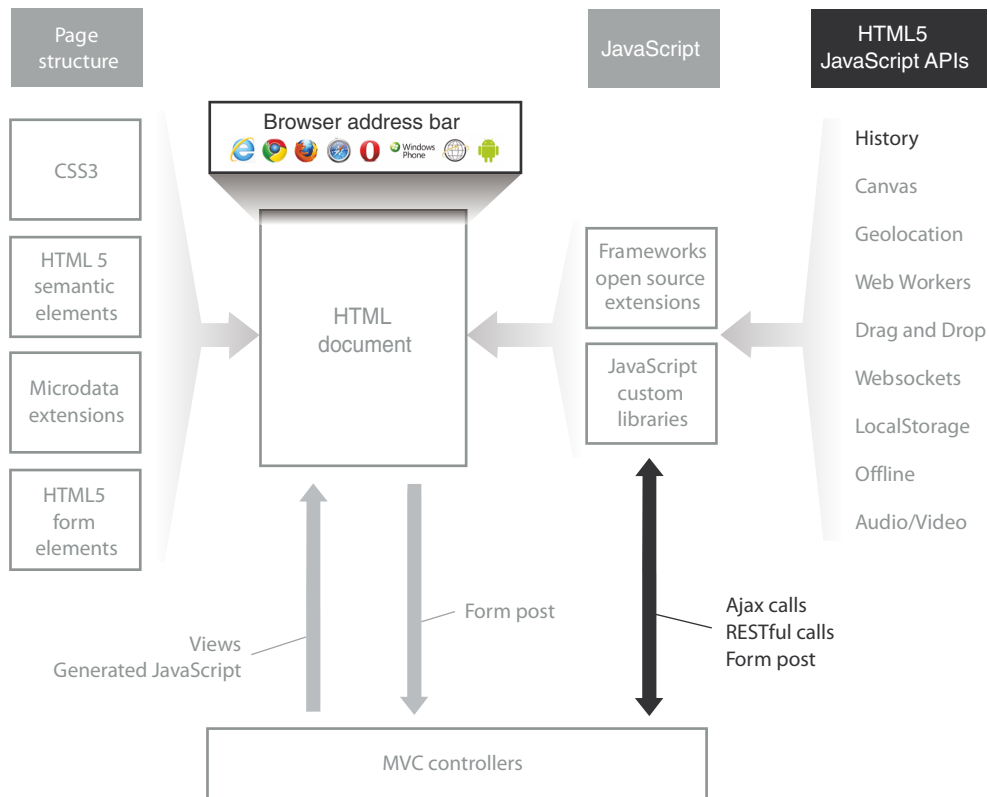 Page
structure
JavaScript
HTML5
JavaScript APIs
Browser address bar
Windows
Phone
CSS3
HTML 5
semantic
elements
Microdata
extensions
HTML5
form
elements
HTML
document
Frameworks
open source
extensions
JavaScript
custom
libraries
History
Canvas
Geolocation
Web Workers
Drag and Drop
Websockets
LocalStorage
Offline
Audio/Video
Views
Generated JavaScript
Form post
Ajax calls
RESTful calls
Form post
MVC controllers